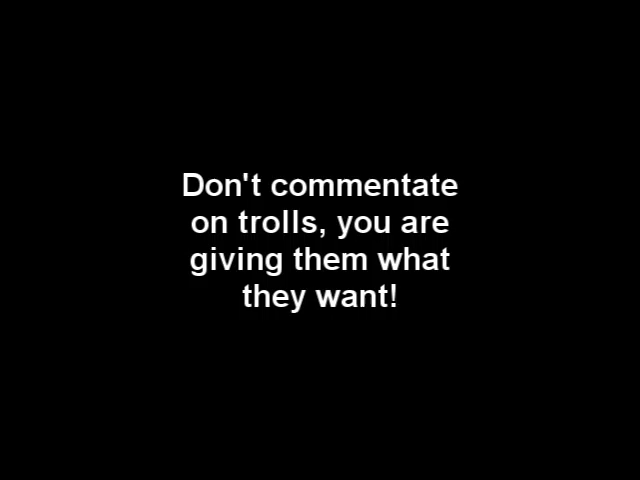 Don't commentate
on trolls, you are
giving them what
they want!